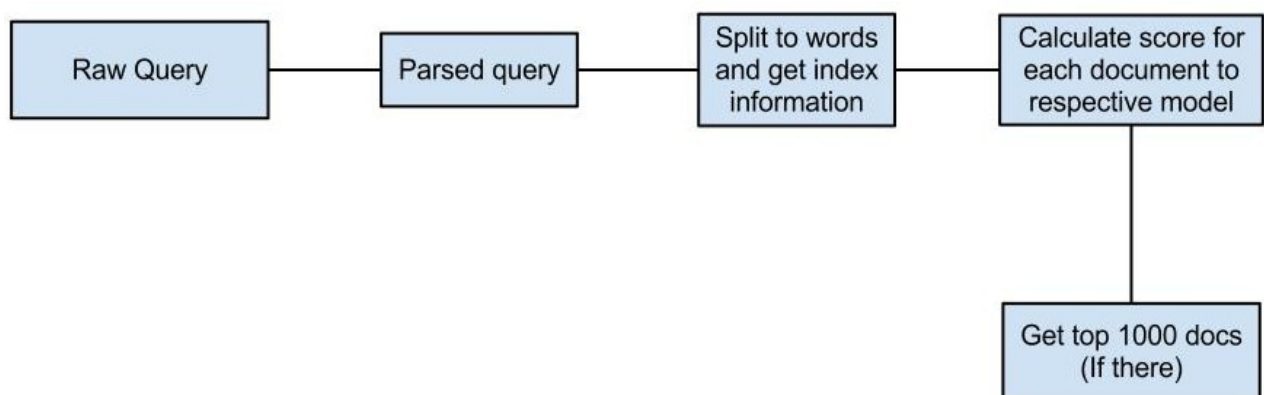 Raw Query
Parsed query
Split to words
and get index
information
Calculate score for
each document to
respective model
Get top 1000 docs
(If there)